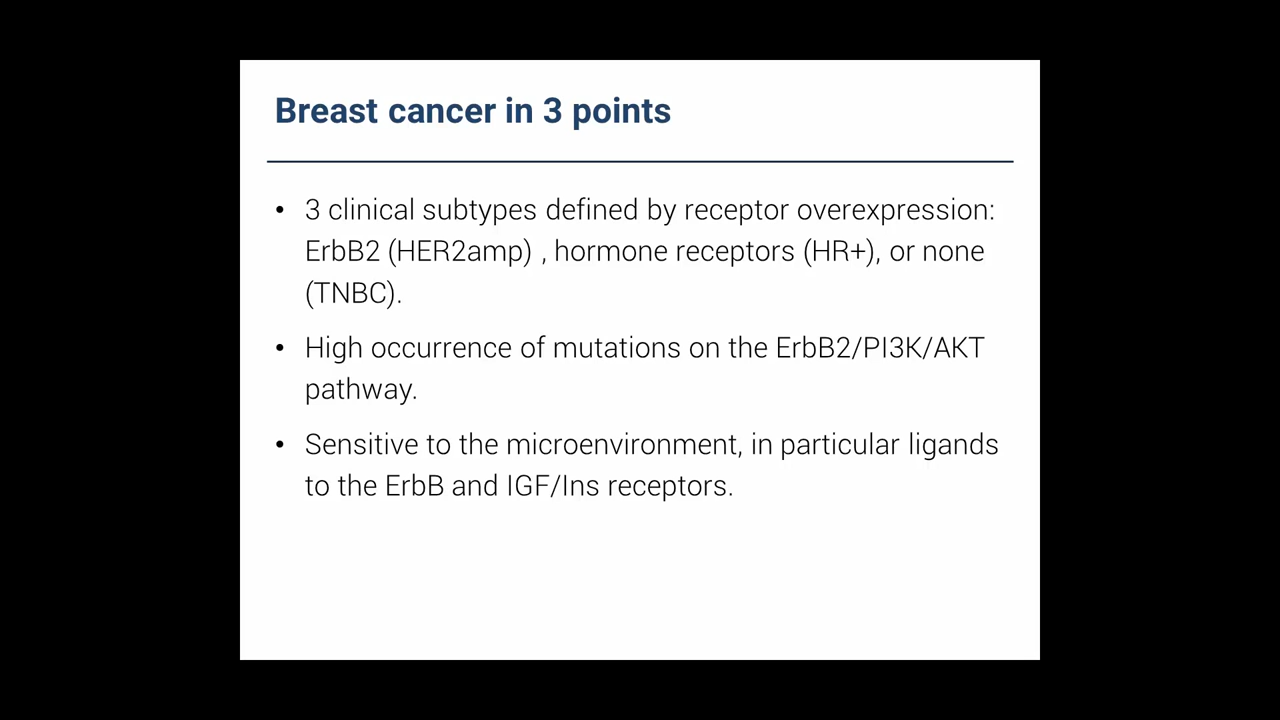 Breast cancer in 3 points
• 3 clinical subtypes defined by receptor overexpression:
ErbB2 (HER2amp) , hormone receptors (HR+), or none
(TNBC).
• High occurrence of mutations on the ErbB2/PI3K/AKT
pathway.
• Sensitive to the microenvironment, in particular ligands
to the ErbB and IGF/Ins receptors.